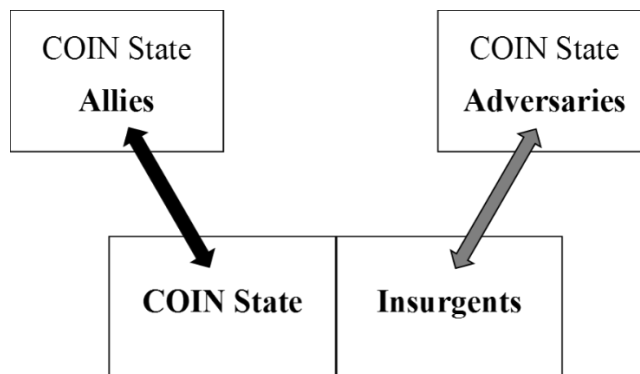 COIN State
Allies
COIN State
Adversaries
COIN State
Insurgents